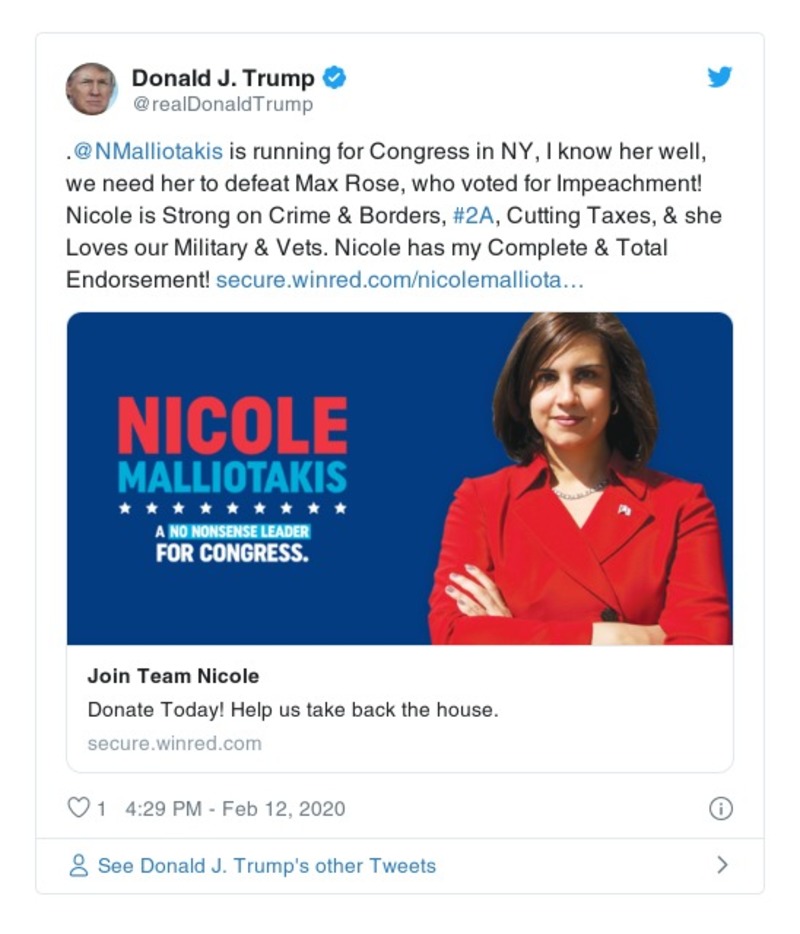 Donald J. Trump
@realDonaldTrump
.@NMalliotakis is running for Congress in NY, I know her well,
we need her to defeat Max Rose, who voted for Impeachment!
Nicole is Strong on Crime & Borders, #2A, Cutting Taxes, & she
Loves our Military & Vets. Nicole has my Complete & Total
Endorsement! secure.winred.com/nicolemalliota…
NICOLE
MALLIOTAKIS
A NO NONSENSE LEADER
FOR CONGRESS.
Join Team Nicole
Donate Today! Help us take back the house.
secure.winred.com
1 4:29 PM - Feb 12, 2020
See Donald J. Trump's other Tweets